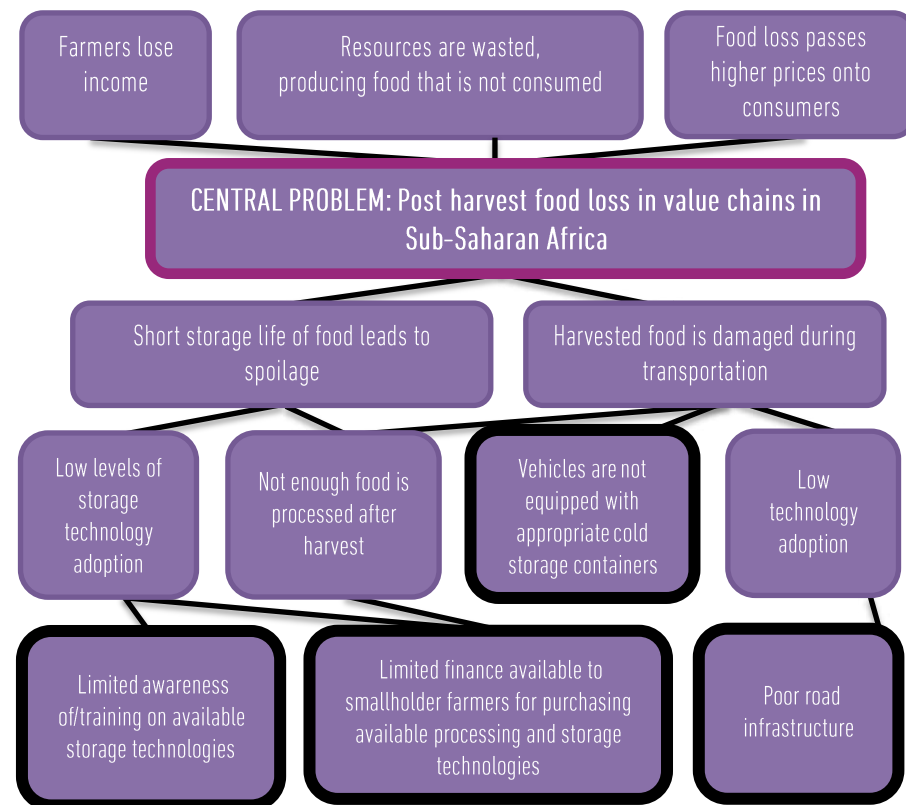 Farmers lose
income
Resources are wasted,
producing food that is not consumed
Food loss passes
higher prices onto
consumers
CENTRAL PROBLEM: Post harvest food loss in value chains in
Sub-Saharan Africa
Short storage life of food leads to
spoilage
Harvested food is damaged during
transportation
Low levels of
storage
technology
adoption
Not enough food is
processed after
harvest
Vehicles are not
equipped with
appropriate cold
storage containers
Low
technology
adoption
Limited awareness
of/training on available
storage technologies
Limited finance available to
smallholder farmers for purchasing
available processing and storage
technologies
Poor road
infrastructure